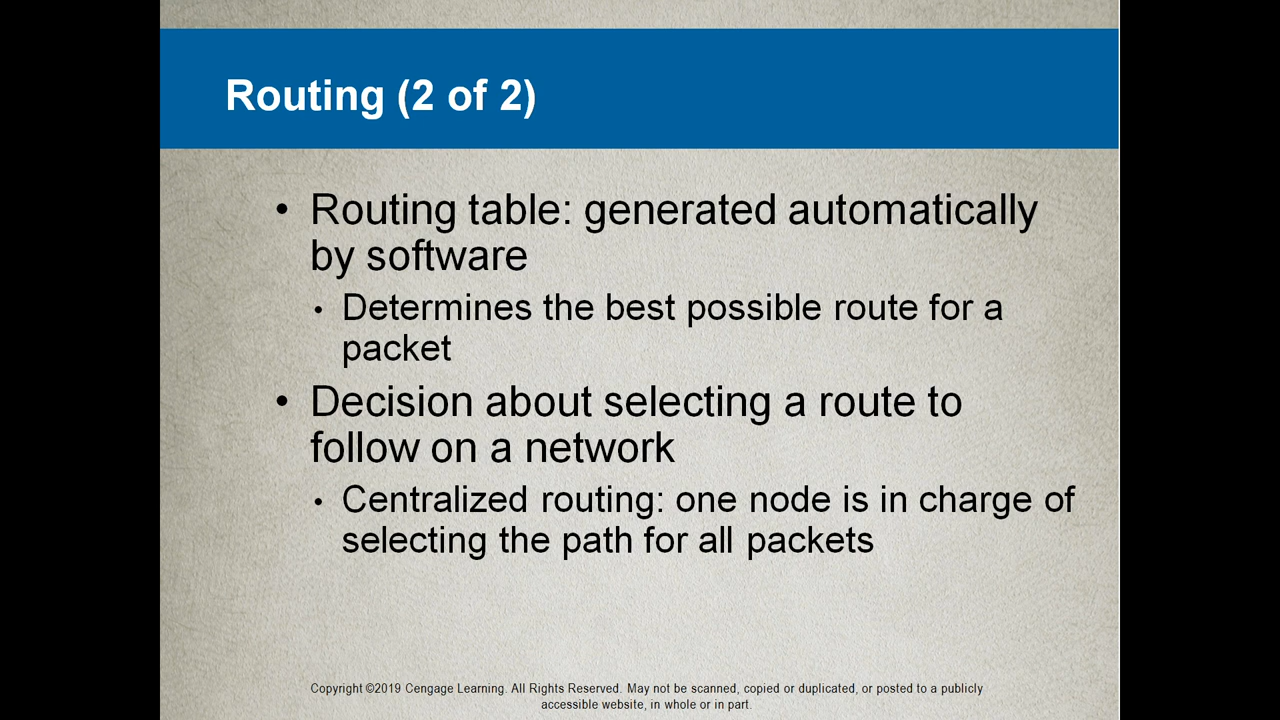 Routing (2 of 2)
• Routing table: generated automatically
by software
• Determines the best possible route for a
packet
• Decision about selecting a route to
follow on a network
• Centralized routing: one node is in charge of
selecting the path for all packets
Copyright ©2019 Cengage Learning. All Rights Reserved. May not be scanned, copied or duplicated, or posted to a publicly
accessible website, in whole or in part.